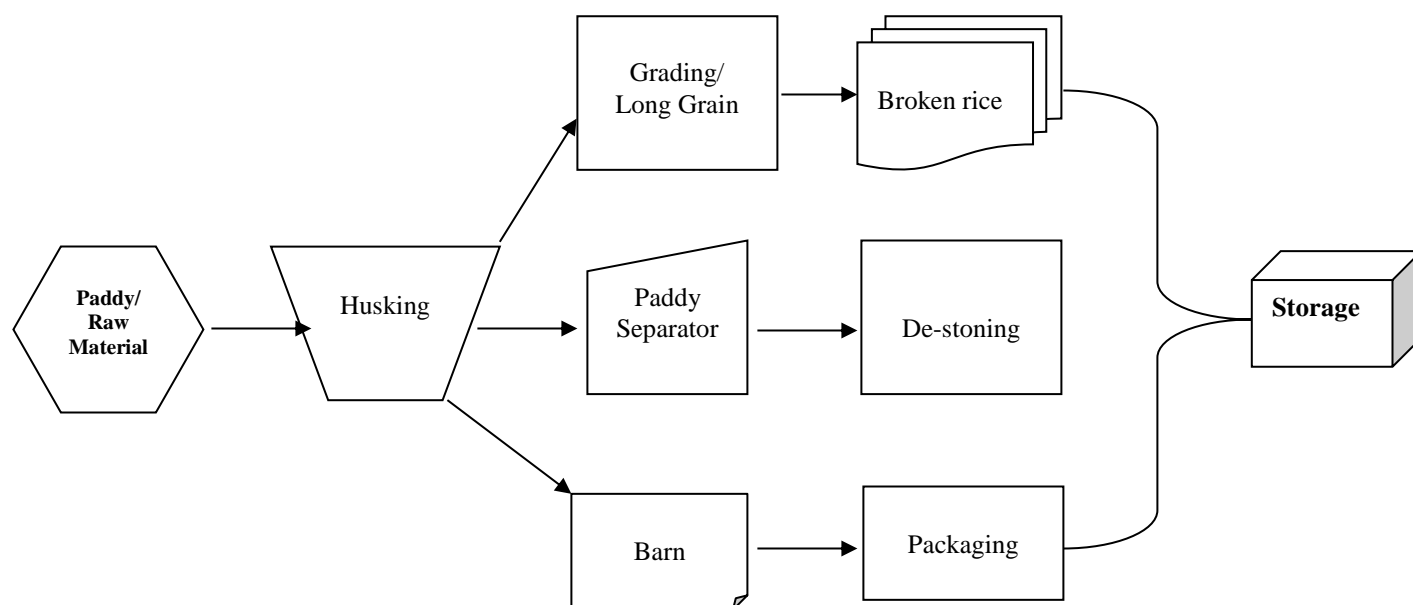 Grading/
Long Grain
Broken rice
Paddy/
Raw
Material
Husking
Paddy
Separator
De-stoning
Storage
Barn
Packaging